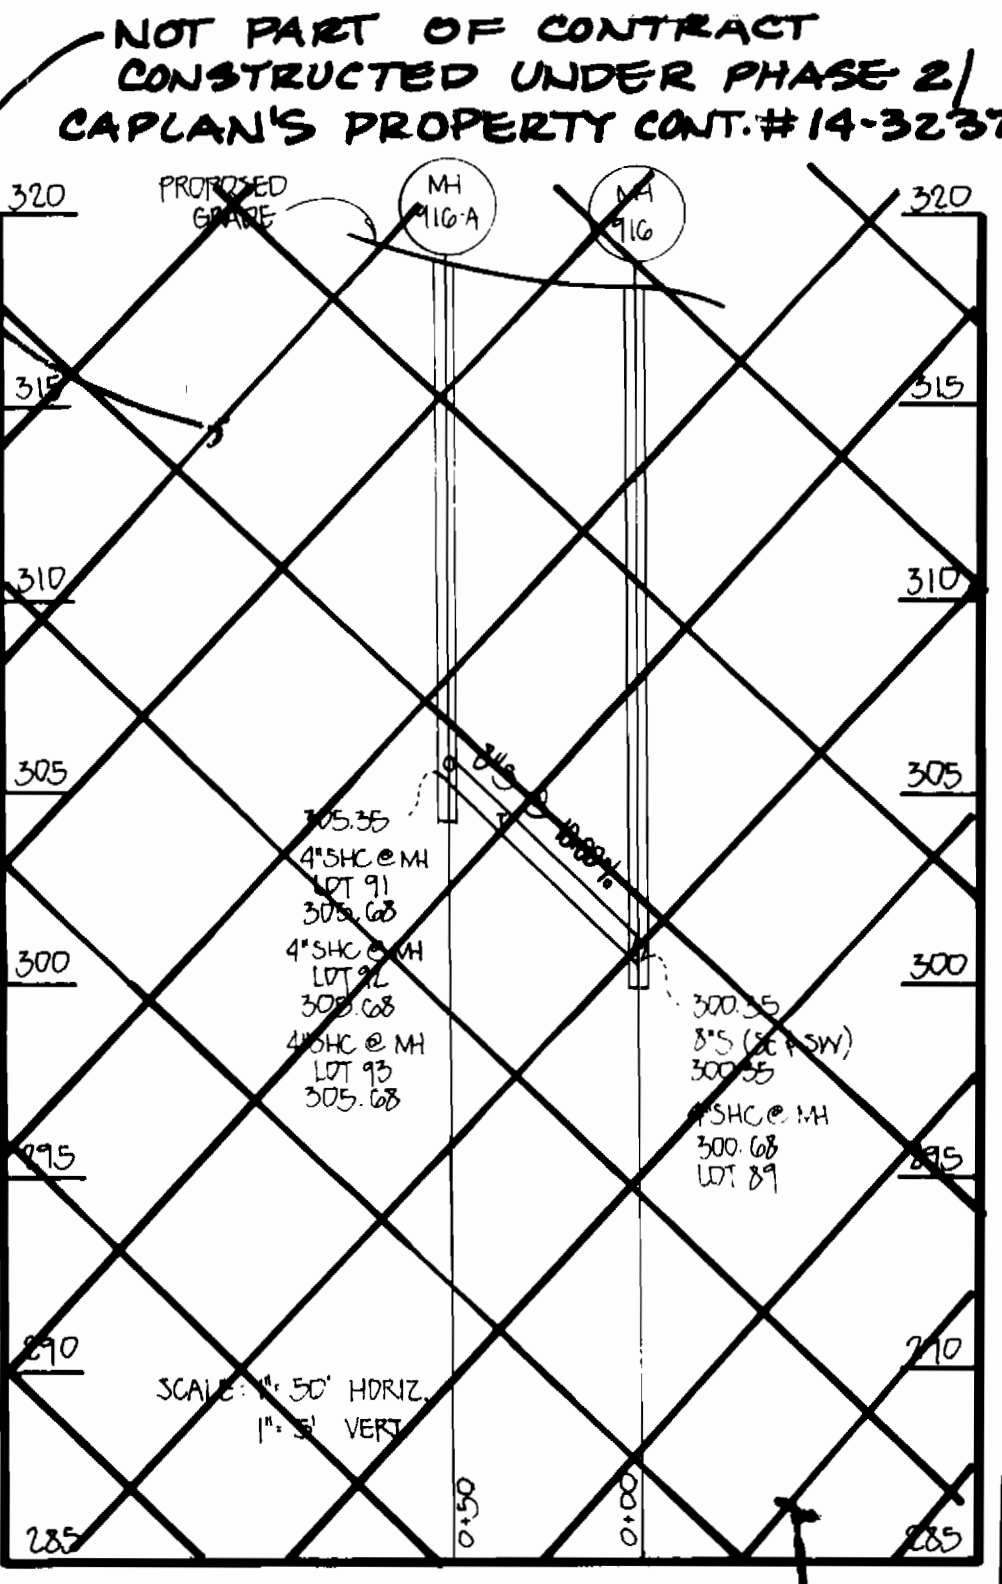 NOT PART OF CONTRACT
CONSTRUCTED UNDER PHASE 2/
CAPLAN'S PROPERTY CONT.#14-3237
320
PROPOSED
GRADE
MH
916-A
MH
916
320
315
315
310
310
305
305
8"S
10.00%
305.35
4"SHC @ MH
LOT 91
305.68
4"SHC @ MH
LOT 92
305.68
4"SHC @ MH
LOT 93
305.68
300
300
300.35
8"S (SE & SW)
300.35
4"SHC @ MH
300.68
LOT 89
295
295
290
290
SCALE: 1"= 50' HORIZ.
1"= 5' VERT.
0+50
0+00
285
285